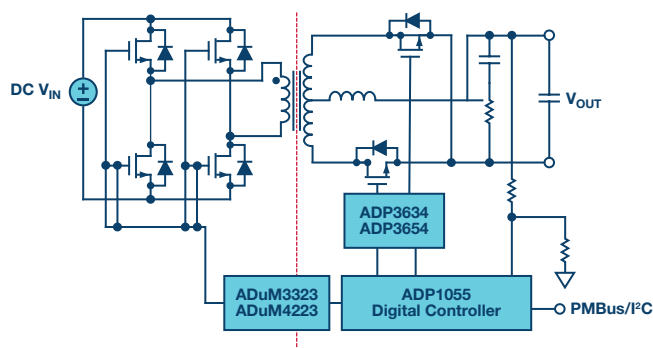 DC VIN
VOUT
ADP3634
ADP3654
ADuM3323
ADuM4223
ADP1055
Digital Controller
PMBus/I²C